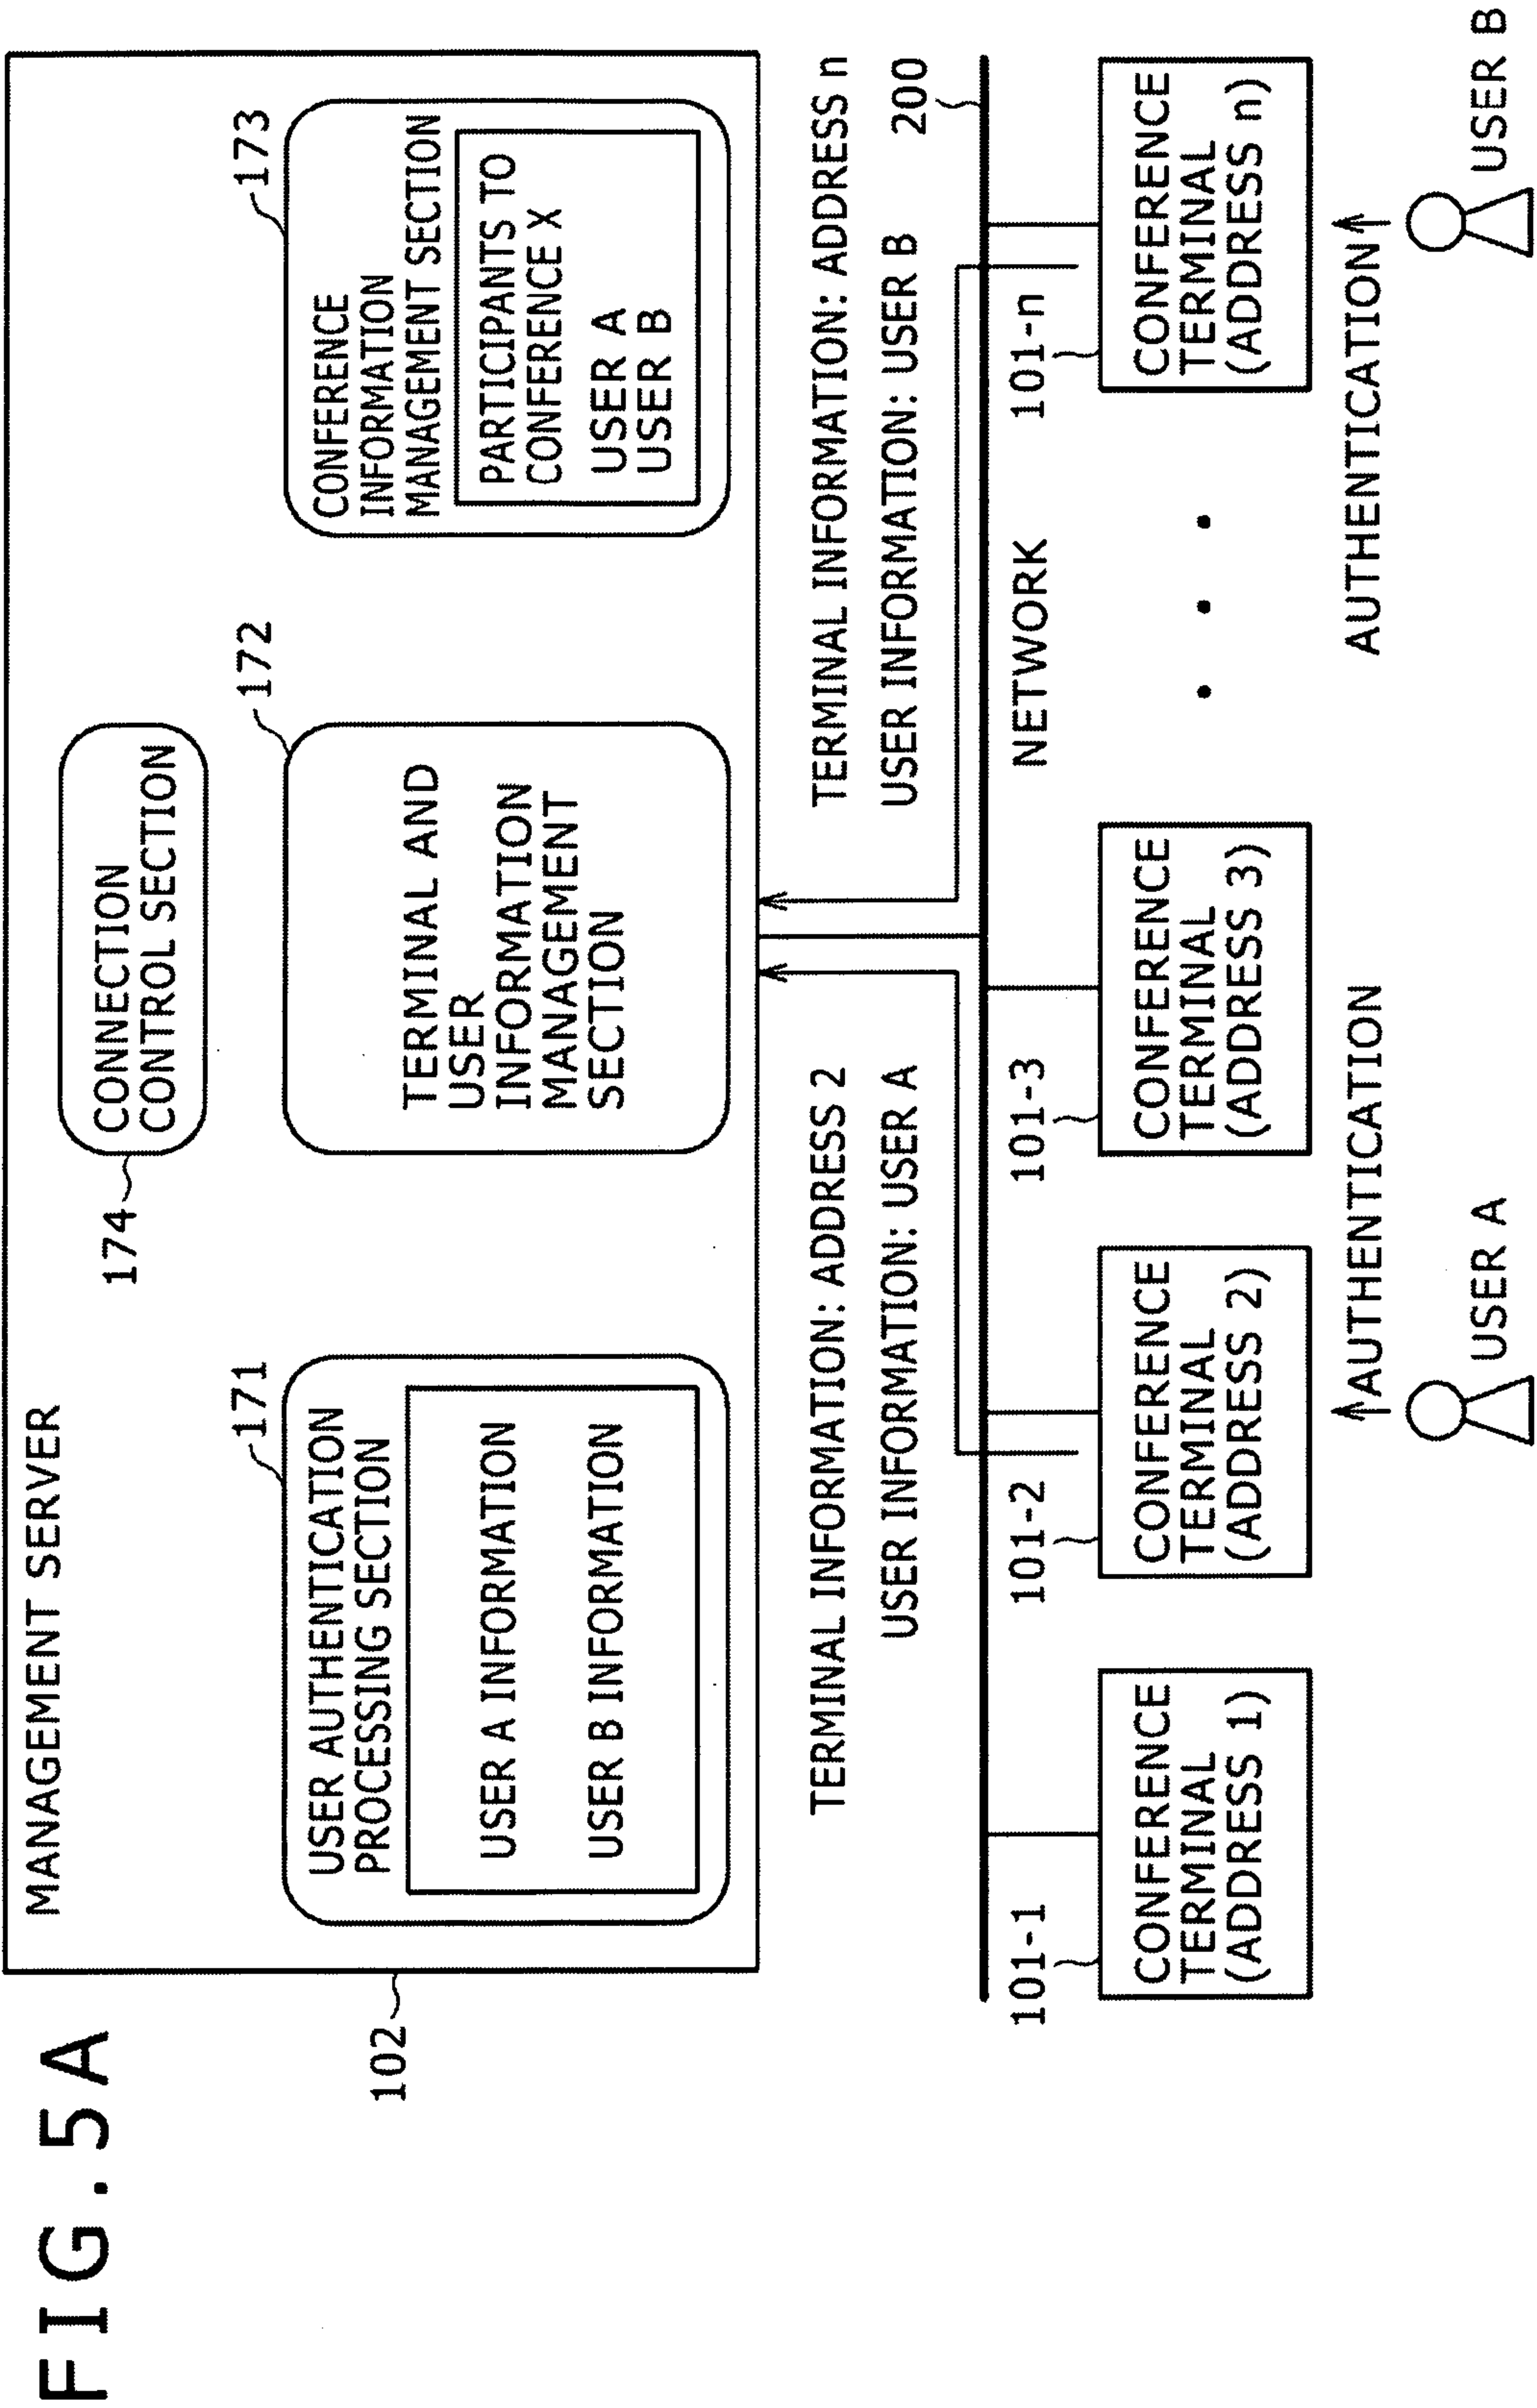 FIG. 5A
MANAGEMENT SERVER
102
174
CONNECTION
CONTROL SECTION
171
USER AUTHENTICATION
PROCESSING SECTION
USER A INFORMATION
USER B INFORMATION
172
TERMINAL AND
USER
INFORMATION
MANAGEMENT
SECTION
173
CONFERENCE
INFORMATION
MANAGEMENT SECTION
PARTICIPANTS TO
CONFERENCE X
USER A
USER B
TERMINAL INFORMATION: ADDRESS 2
USER INFORMATION: USER A
TERMINAL INFORMATION: ADDRESS n
USER INFORMATION: USER B
200
NETWORK
101-1
CONFERENCE
TERMINAL
(ADDRESS 1)
101-2
CONFERENCE
TERMINAL
(ADDRESS 2)
101-3
CONFERENCE
TERMINAL
(ADDRESS 3)
101-n
CONFERENCE
TERMINAL
(ADDRESS n)
AUTHENTICATION
USER A
AUTHENTICATION
USER B